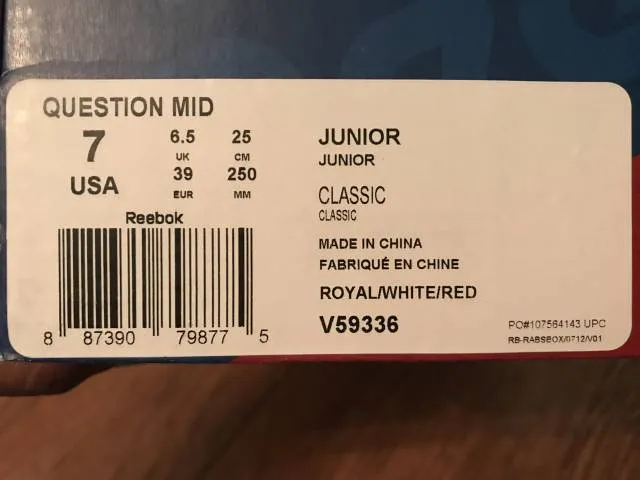 QUESTION MID
7
USA
6.5
UK
39
EUR
25
CM
250
MM
Reebok
8 87390 79877 5
JUNIOR
JUNIOR
CLASSIC
CLASSIC
MADE IN CHINA
FABRIQUÉ EN CHINE
ROYAL/WHITE/RED
V59336
PO#107564143 UPC
RB-RABSBOX/0712/V01